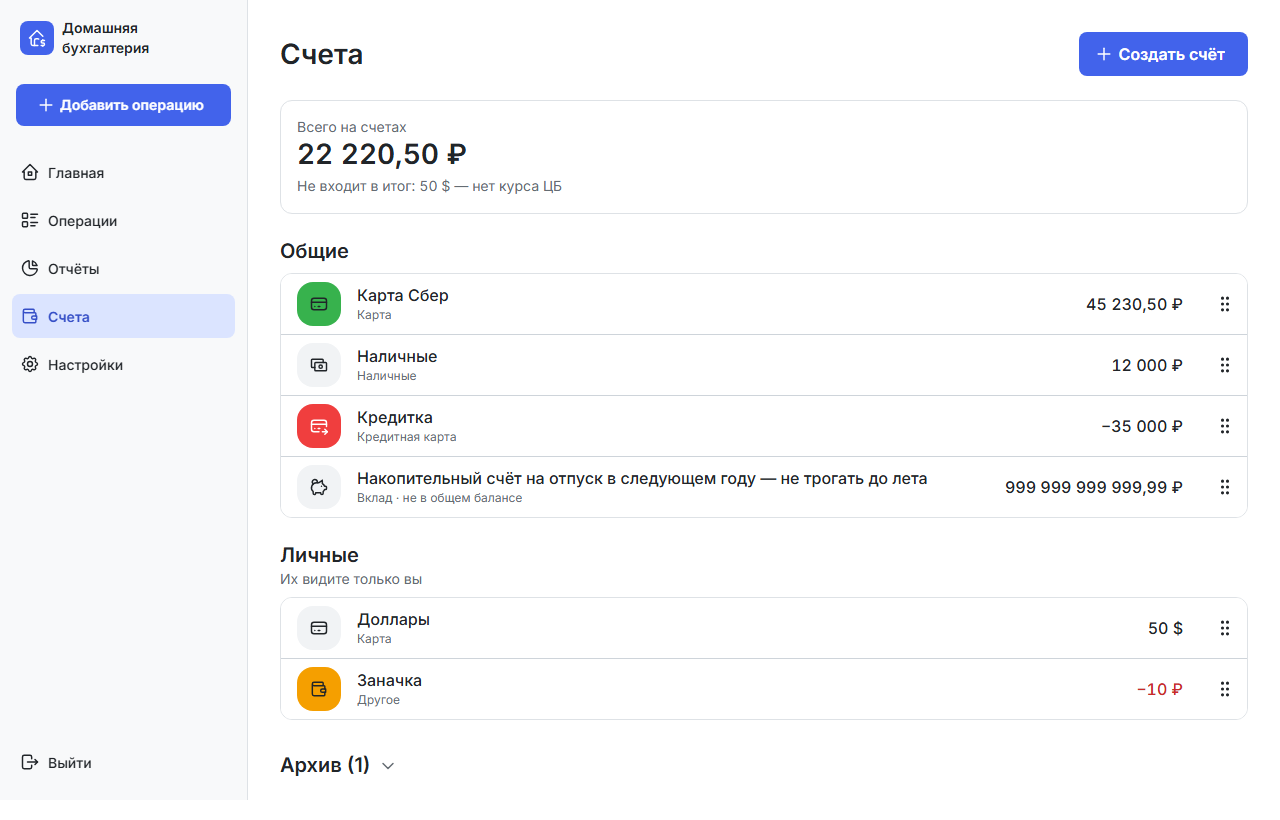 Домашняя
бухгалтерия
Добавить операцию
Главная
Операции
Отчёты
Счета
Настройки
Выйти
Счета
Создать счёт
Всего на счетах
22 220,50 ₽
Не входит в итог: 50 $ — нет курса ЦБ
Общие
Карта Сбер
Карта
45 230,50 ₽
Наличные
Наличные
12 000 ₽
Кредитка
Кредитная карта
−35 000 ₽
Накопительный счёт на отпуск в следующем году — не трогать до лета
Вклад · не в общем балансе
999 999 999 999,99 ₽
Личные
Их видите только вы
Доллары
Карта
50 $
Заначка
Другое
−10 ₽
Архив (1)